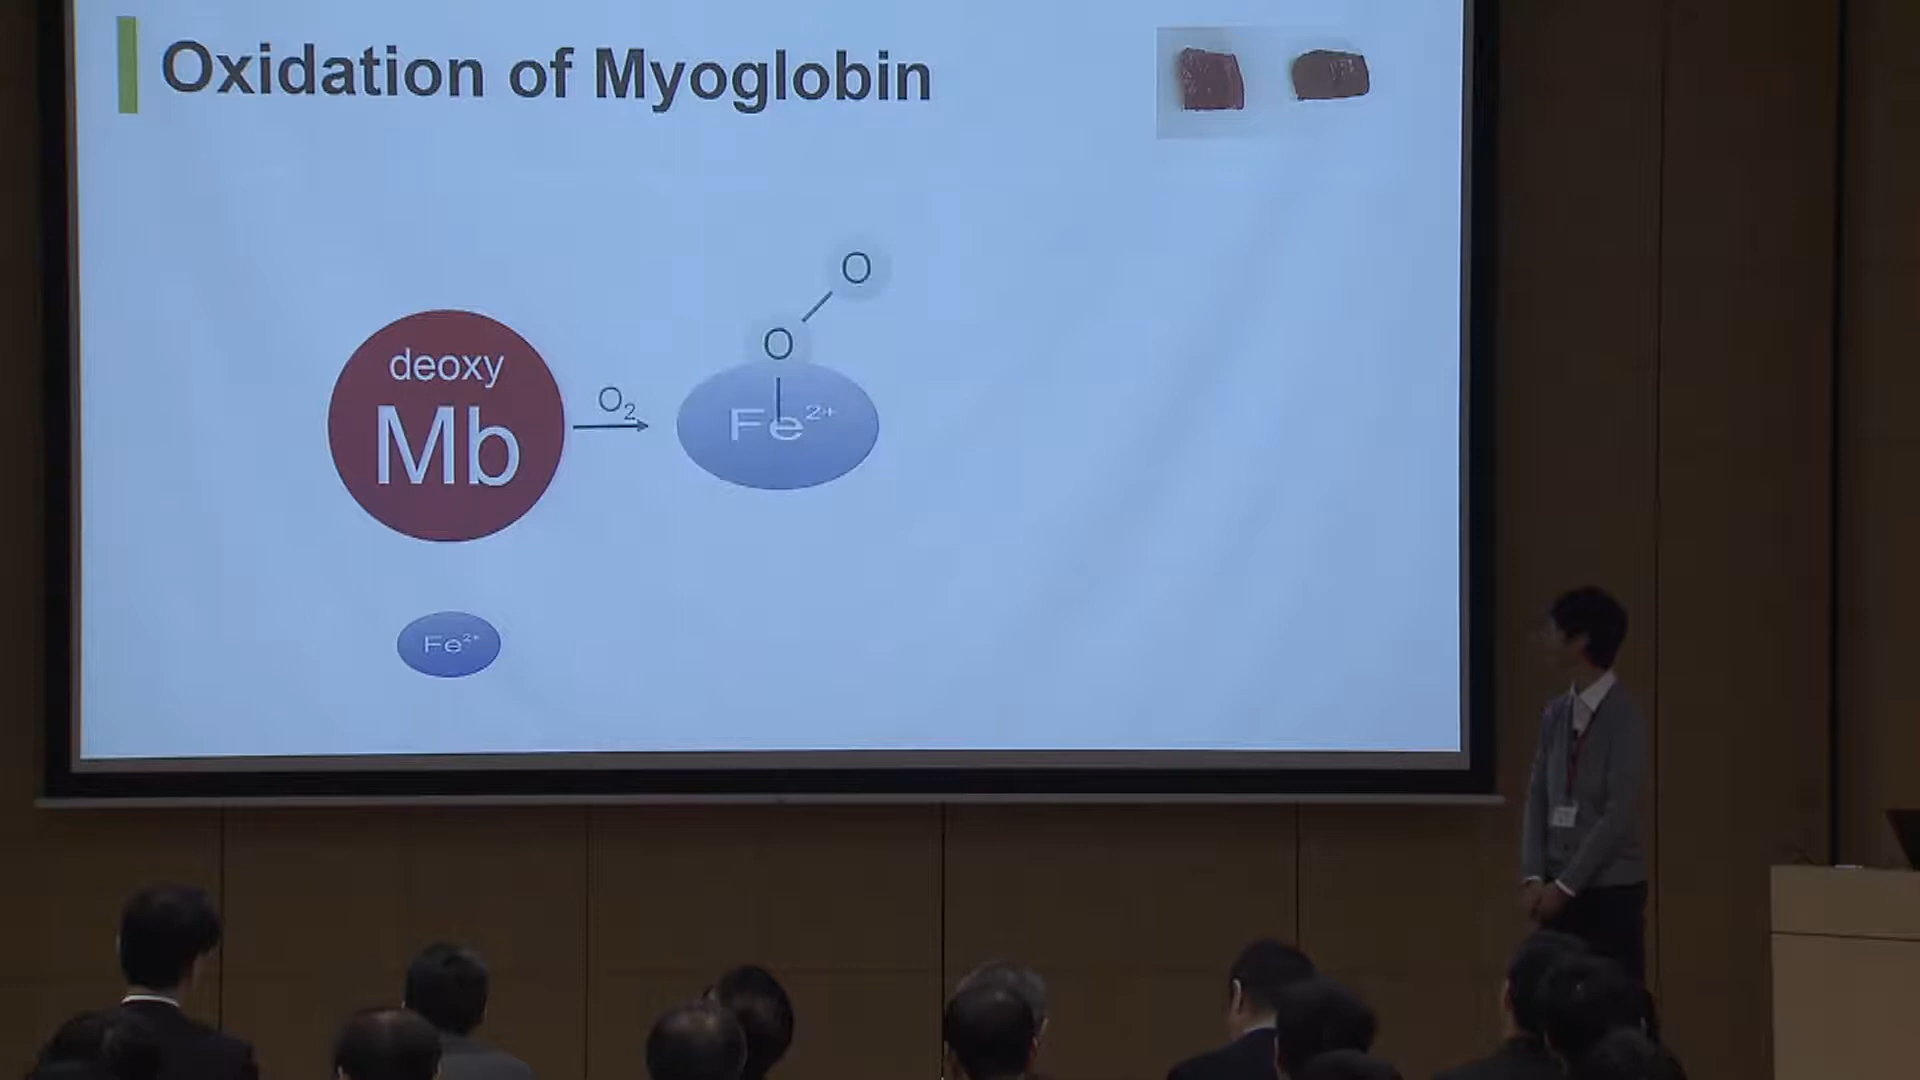 Oxidation of Myoglobin
O
O
deoxy
Mb
O₂
Fe²⁺
Fe²⁺